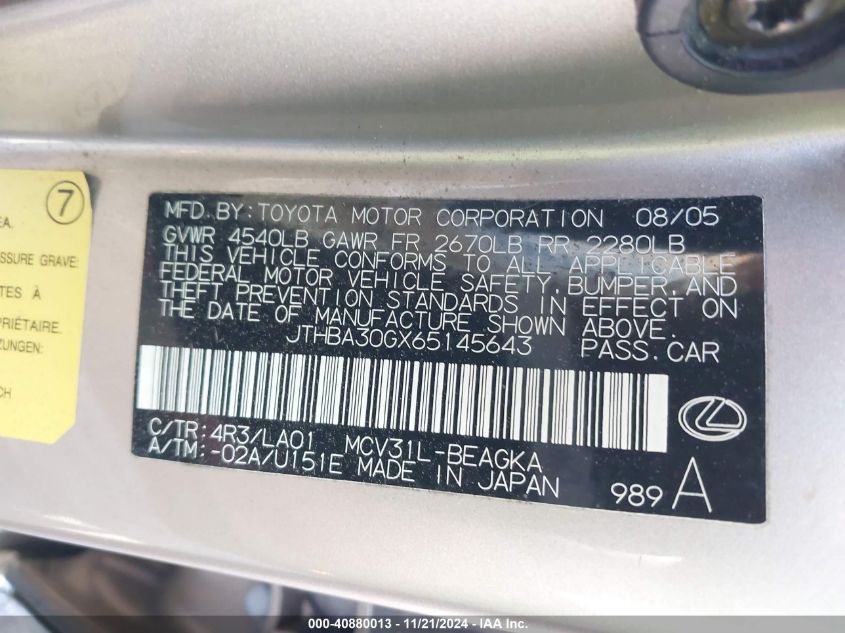 7
EA.
SSURE GRAVE:
TES À
PRIÉTAIRE.
ZUNGEN:
CH
MFD. BY: TOYOTA MOTOR CORPORATION 08/05
GVWR 4540LB GAWR FR 2670LB RR 2280LB
THIS VEHICLE CONFORMS TO ALL APPLICABLE
FEDERAL MOTOR VEHICLE SAFETY, BUMPER, AND
THEFT PREVENTION STANDARDS IN EFFECT ON
THE DATE OF MANUFACTURE SHOWN ABOVE.
JTHBA30GX65145643 PASS. CAR
C/TR: 4R3/LA01 MCV31L-BEAGKA
A/TM: -02A/U151E MADE IN JAPAN 989 A
000-40880013 - 11/21/2024 - IAA Inc.